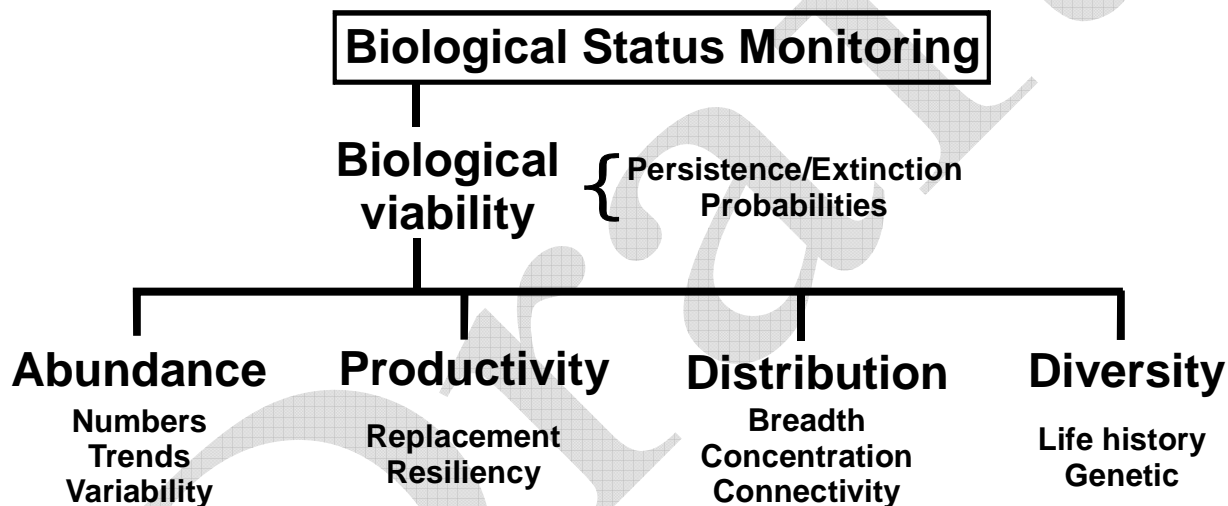 Biological Status Monitoring
Biological
viability
{ Persistence/Extinction
Probabilities
Abundance
Numbers
Trends
Variability
Productivity
Replacement
Resiliency
Distribution
Breadth
Concentration
Connectivity
Diversity
Life history
Genetic